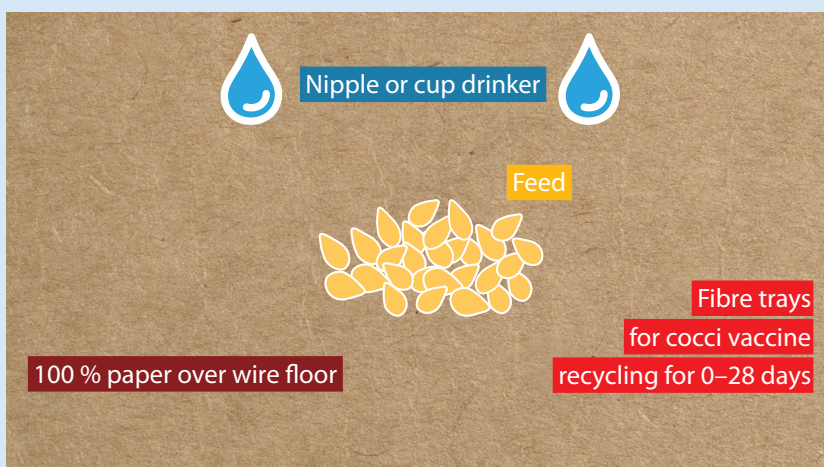 Nipple or cup drinker
Feed
Fibre trays
for cocci vaccine
recycling for 0–28 days
100 % paper over wire floor